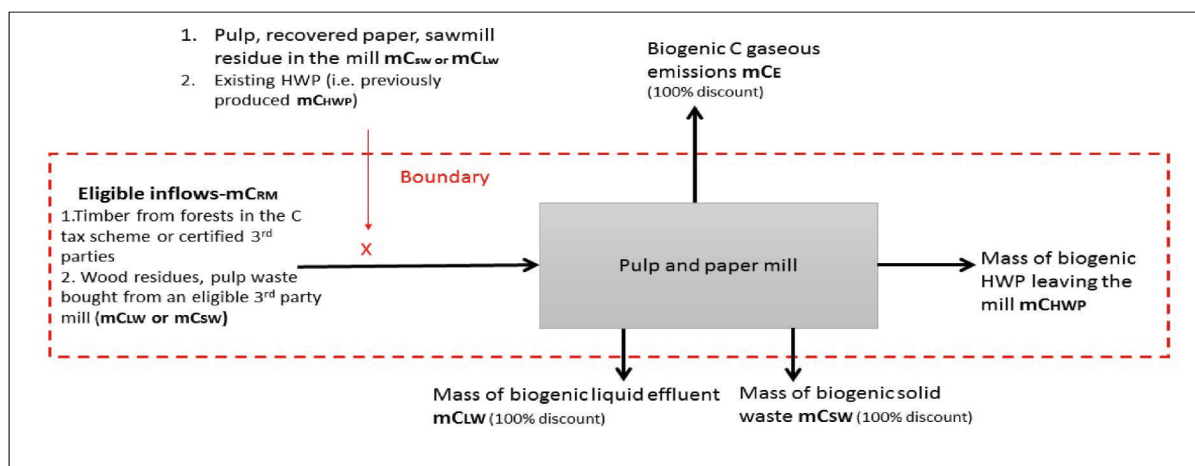 1. Pulp, recovered paper, sawmill
residue in the mill mCsw or mCLw
2. Existing HWP (i.e. previously
produced mCHWP)
Biogenic C gaseous
emissions mCE
(100% discount)
Boundary
Eligible inflows-mCRM
1.Timber from forests in the C
tax scheme or certified 3rd
parties
2. Wood residues, pulp waste
bought from an eligible 3rd party
mill (mCLW or mCSW)
X
Pulp and paper mill
Mass of biogenic
HWP leaving the
mill mCHWP
Mass of biogenic liquid effluent
mCLW (100% discount)
Mass of biogenic solid
waste mCSW (100% discount)